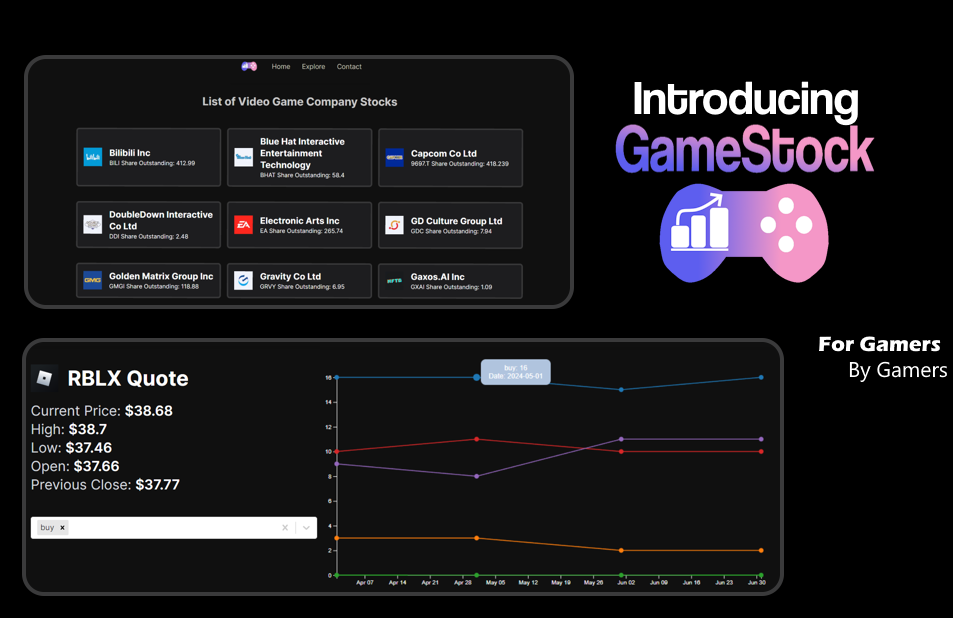 Home Explore Contact
List of Video Game Company Stocks
Bilibili Inc
BILI Share Outstanding: 412.99
Blue Hat Interactive
Entertainment
Technology
BHAT Share Outstanding: 58.4
Capcom Co Ltd
9697.T Share Outstanding: 418.239
DoubleDown Interactive
Co Ltd
DDI Share Outstanding: 2.48
EA
Electronic Arts Inc
EA Share Outstanding: 265.74
GD Culture Group Ltd
GDC Share Outstanding: 7.94
GMG
Golden Matrix Group Inc
GMGI Share Outstanding: 118.88
Gravity Co Ltd
GRVY Share Outstanding: 6.95
Gaxos.AI Inc
GXAI Share Outstanding: 1.09
Introducing
GameStock
For Gamers
By Gamers
RBLX Quote
Current Price: $38.68
High: $38.7
Low: $37.46
Open: $37.66
Previous Close: $37.77
buy ×
buy: 16
Date: 2024-05-01
16
14
12
10
8
6
4
2
0
Apr 07 Apr 14 Apr 21 Apr 28 May 05 May 12 May 19 May 26 Jun 02 Jun 09 Jun 16 Jun 23 Jun 30